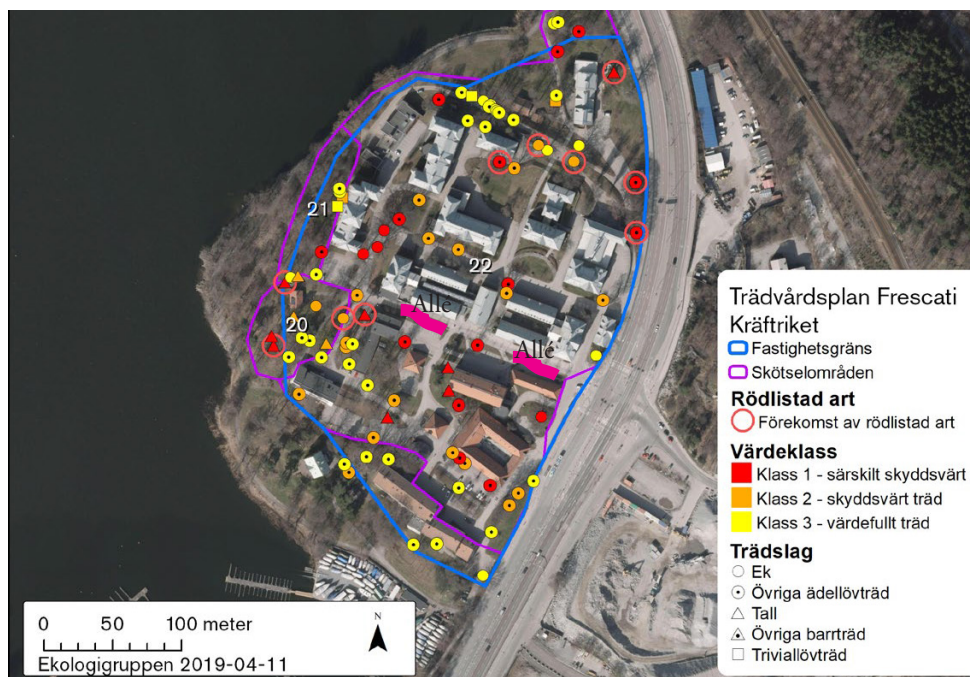 21
22
Allé
20
Allé
Trädvårdsplan Frescati
Kräftriket
Fastighetsgräns
Skötselområden
Rödlistad art
Förekomst av rödlistad art
Värdeklass
Klass 1 - särskilt skyddsvärt
Klass 2 - skyddsvärt träd
Klass 3 - värdefullt träd
Trädslag
Ek
Övriga ädellövträd
Tall
Övriga barrträd
Triviallövträd
0 50 100 meter
N
Ekologigruppen 2019-04-11